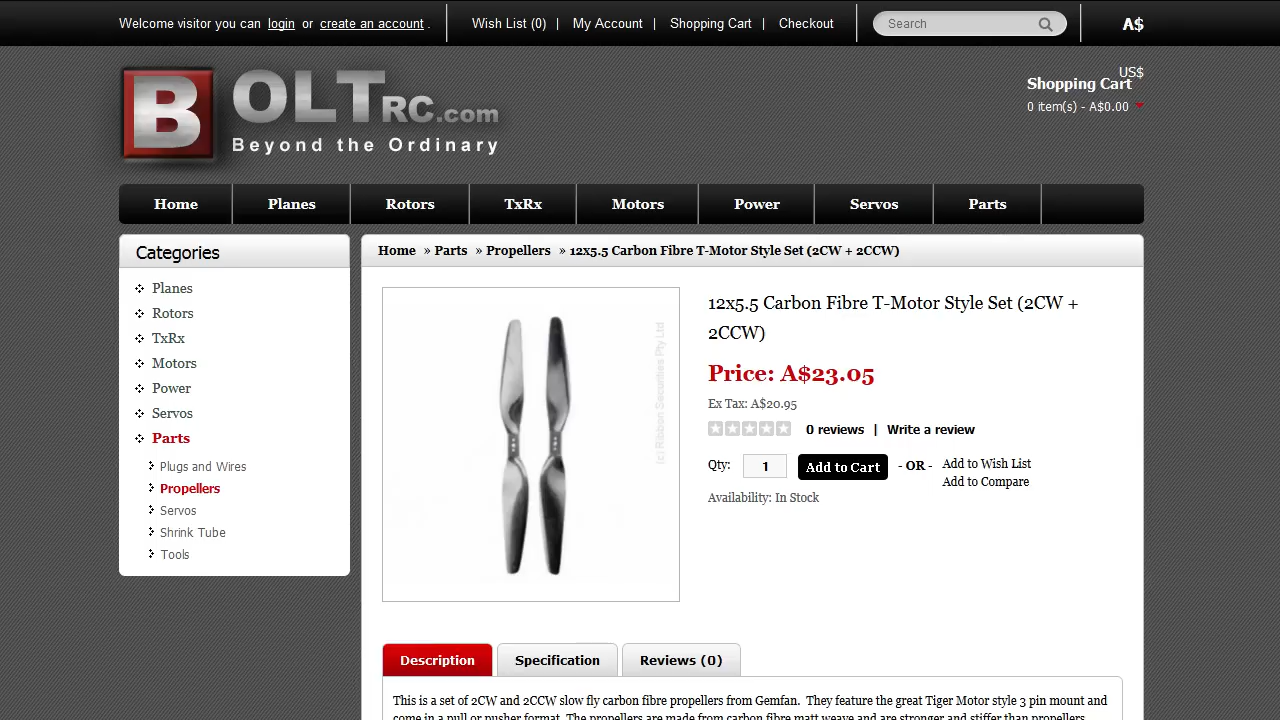 Welcome visitor you can login or create an account .
Wish List (0) | My Account | Shopping Cart | Checkout
Search
A$
US$
BOLTRC.com
Beyond the Ordinary
Shopping Cart
0 item(s) - A$0.00
Home Planes Rotors TxRx Motors Power Servos Parts
Categories
Planes
Rotors
TxRx
Motors
Power
Servos
Parts
Plugs and Wires
Propellers
Servos
Shrink Tube
Tools
Home » Parts » Propellers » 12x5.5 Carbon Fibre T-Motor Style Set (2CW + 2CCW)
(c) Ribbon Securities Pty Ltd
12x5.5 Carbon Fibre T-Motor Style Set (2CW +
2CCW)
Price: A$23.05
Ex Tax: A$20.95
0 reviews | Write a review
Qty: 1 Add to Cart - OR - Add to Wish List
Add to Compare
Availability: In Stock
Description Specification Reviews (0)
This is a set of 2CW and 2CCW slow fly carbon fibre propellers from Gemfan. They feature the great Tiger Motor style 3 pin mount and
come in a pull or pusher format. The propellers are made from carbon fibre matt weave and are stronger and stiffer than propellers